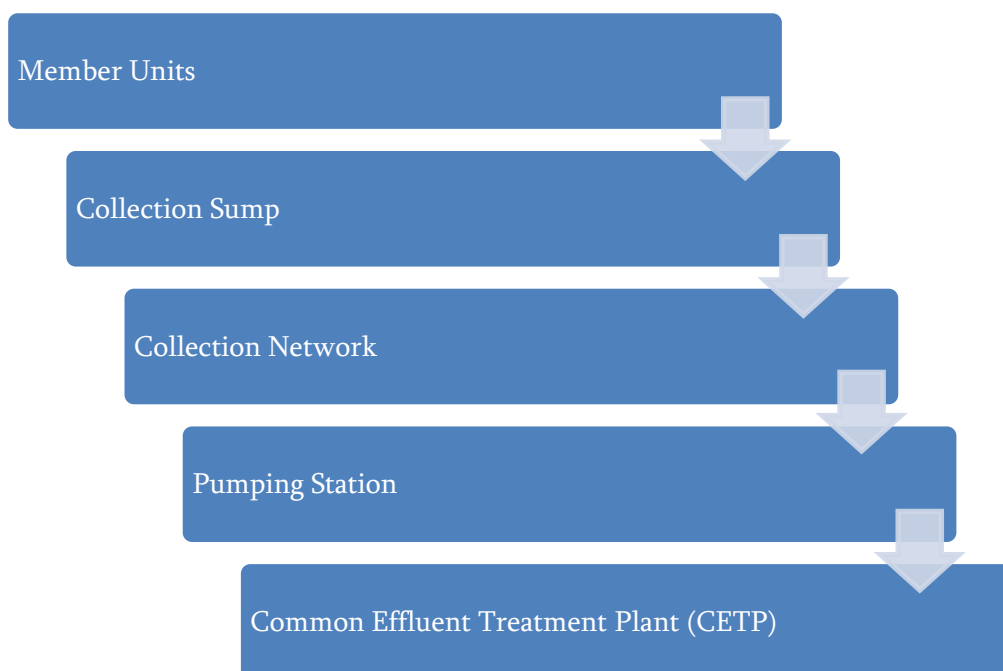 Member Units
Collection Sump
Collection Network
Pumping Station
Common Effluent Treatment Plant (CETP)